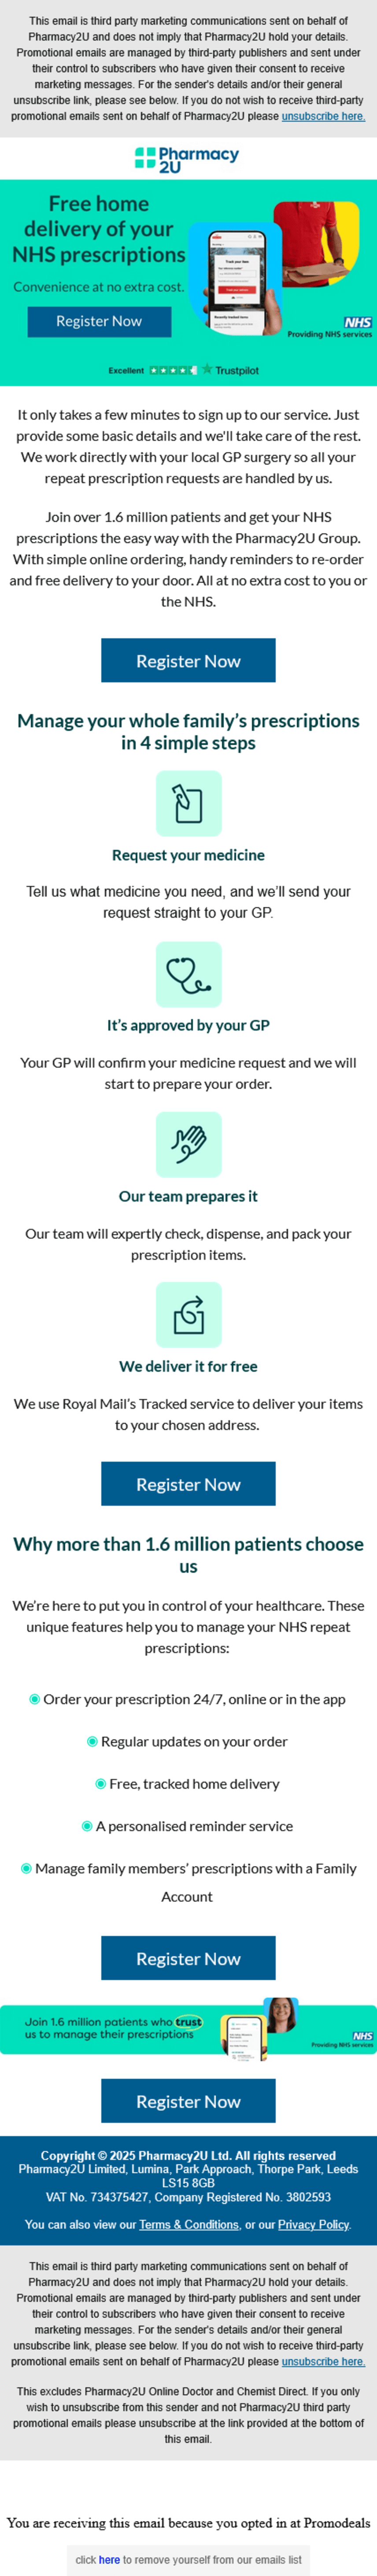 This email is third party marketing communications sent on behalf of
Pharmacy2U and does not imply that Pharmacy2U hold your details.
Promotional emails are managed by third-party publishers and sent under
their control to subscribers who have given their consent to receive
marketing messages. For the sender's details and/or their general
unsubscribe link, please see below. If you do not wish to receive third-party
promotional emails sent on behalf of Pharmacy2U please unsubscribe here.
Pharmacy
2U
Free home
delivery of your
NHS prescriptions
Convenience at no extra cost.
Register Now
NHS
Providing NHS services
Excellent Trustpilot
It only takes a few minutes to sign up to our service. Just
provide some basic details and we'll take care of the rest.
We work directly with your local GP surgery so all your
repeat prescription requests are handled by us.
Join over 1.6 million patients and get your NHS
prescriptions the easy way with the Pharmacy2U Group.
With simple online ordering, handy reminders to re-order
and free delivery to your door. All at no extra cost to you or
the NHS.
Register Now
Manage your whole family's prescriptions
in 4 simple steps
Request your medicine
Tell us what medicine you need, and we'll send your
request straight to your GP.
It's approved by your GP
Your GP will confirm your medicine request and we will
start to prepare your order.
Our team prepares it
Our team will expertly check, dispense, and pack your
prescription items.
We deliver it for free
We use Royal Mail's Tracked service to deliver your items
to your chosen address.
Register Now
Why more than 1.6 million patients choose
us
We're here to put you in control of your healthcare. These
unique features help you to manage your NHS repeat
prescriptions:
Order your prescription 24/7, online or in the app
Regular updates on your order
Free, tracked home delivery
A personalised reminder service
Manage family members' prescriptions with a Family
Account
Register Now
Join 1.6 million patients who trust
us to manage their prescriptions
NHS
Providing NHS services
Register Now
Copyright © 2025 Pharmacy2U Ltd. All rights reserved
Pharmacy2U Limited, Lumina, Park Approach, Thorpe Park, Leeds
LS15 8GB
VAT No. 734375427, Company Registered No. 3802593
You can also view our Terms & Conditions, or our Privacy Policy.
This email is third party marketing communications sent on behalf of
Pharmacy2U and does not imply that Pharmacy2U hold your details.
Promotional emails are managed by third-party publishers and sent under
their control to subscribers who have given their consent to receive
marketing messages. For the sender's details and/or their general
unsubscribe link, please see below. If you do not wish to receive third-party
promotional emails sent on behalf of Pharmacy2U please unsubscribe here.
This excludes Pharmacy2U Online Doctor and Chemist Direct. If you only
wish to unsubscribe from this sender and not Pharmacy2U third party
promotional emails please unsubscribe at the link provided at the bottom of
this email.
You are receiving this email because you opted in at Promodeals
click here to remove yourself from our emails list